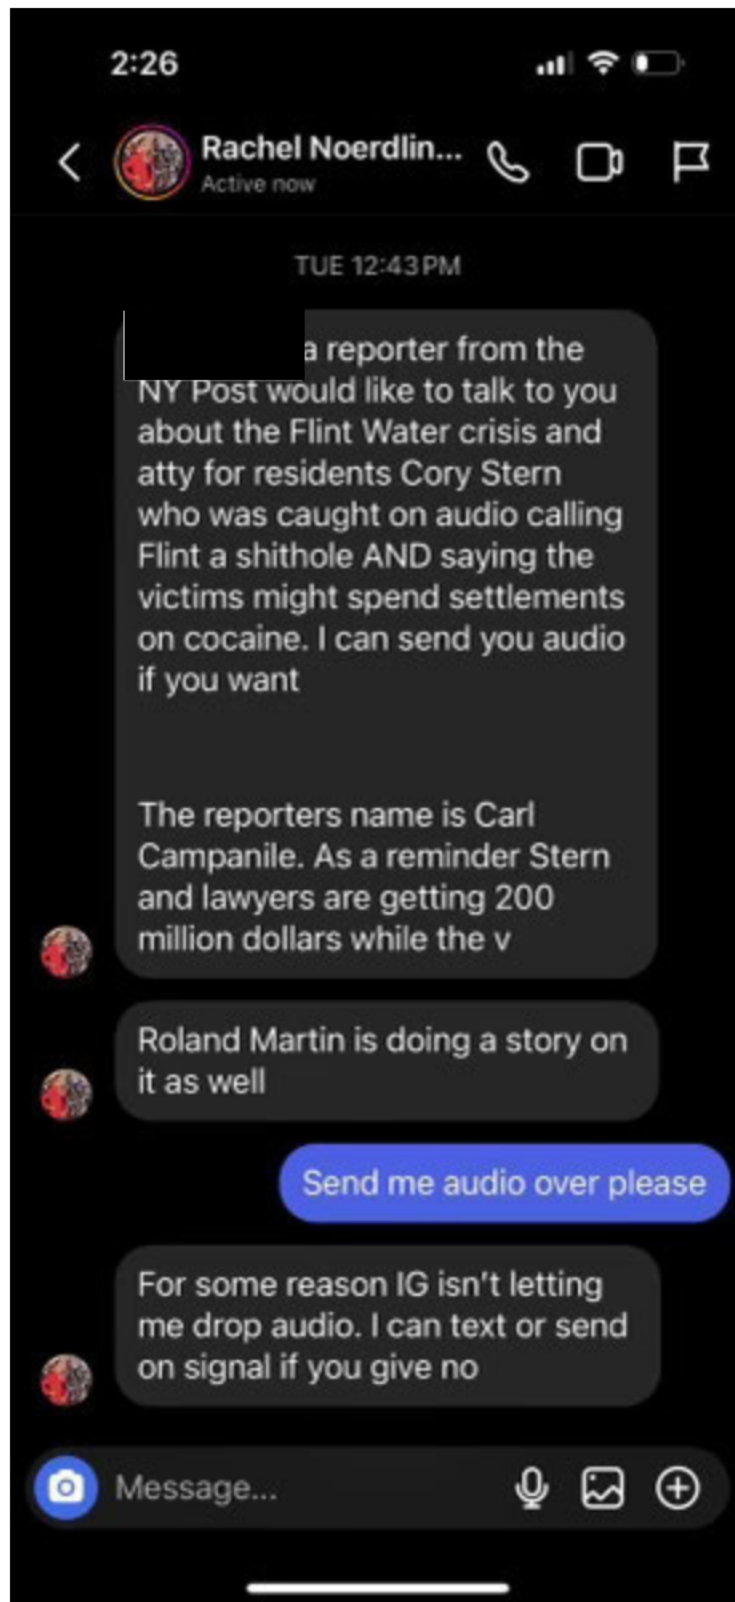 2:26
Rachel Noerdlin...
Active now
TUE 12:43 PM
a reporter from the
NY Post would like to talk to you
about the Flint Water crisis and
atty for residents Cory Stern
who was caught on audio calling
Flint a shithole AND saying the
victims might spend settlements
on cocaine. I can send you audio
if you want
The reporters name is Carl
Campanile. As a reminder Stern
and lawyers are getting 200
million dollars while the v
Roland Martin is doing a story on
it as well
Send me audio over please
For some reason IG isn't letting
me drop audio. I can text or send
on signal if you give no
Message...